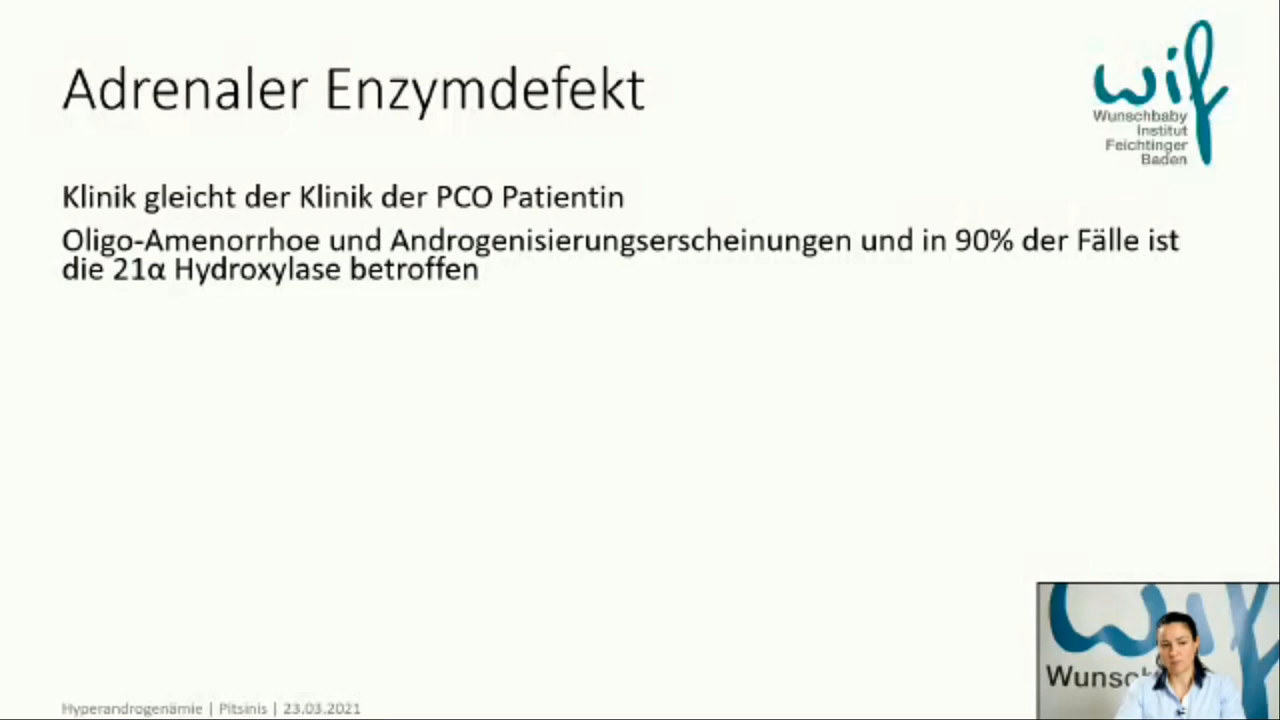 Adrenaler Enzymdefekt
wif
Wunschbaby
Institut
Feichtinger
Baden
Klinik gleicht der Klinik der PCO Patientin
Oligo-Amenorrhoe und Androgenisierungserscheinungen und in 90% der Fälle ist
die 21α Hydroxylase betroffen
Wunsc
Hyperandrogenämie | Pitsinis | 23.03.2021